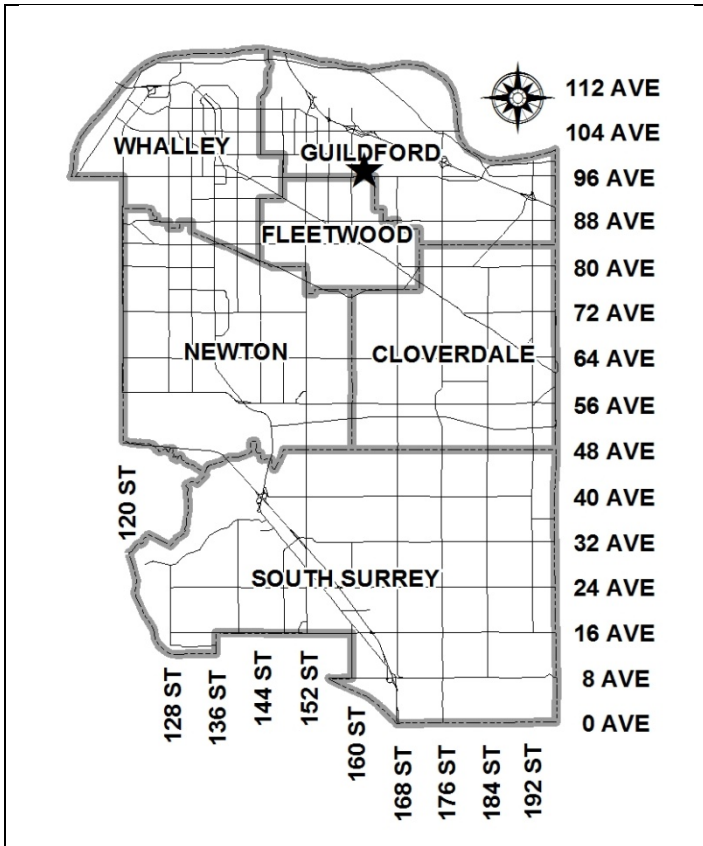 112 AVE
104 AVE
WHALLEY
GUILDFORD
96 AVE
88 AVE
FLEETWOOD
80 AVE
72 AVE
NEWTON
CLOVERDALE
64 AVE
56 AVE
48 AVE
40 AVE
120 ST
32 AVE
SOUTH SURREY
24 AVE
16 AVE
8 AVE
0 AVE
128 ST
136 ST
144 ST
152 ST
160 ST
168 ST
176 ST
184 ST
192 ST